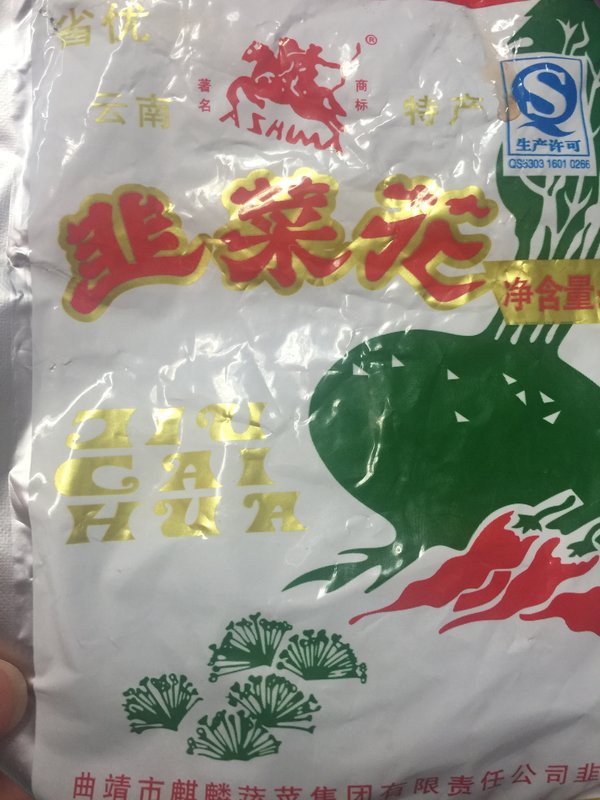 省优
®
著名
商标
SHUMA
云南 特产
生产许可
QS5303 1601 0266
韭菜花
净含量
JIU
CAI
HUA
曲靖市麒麟蔬菜集团有限责任公司韭